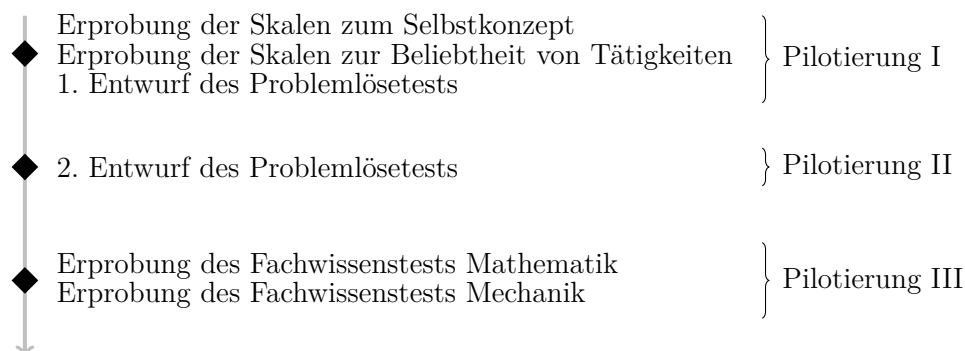 Erprobung der Skalen zum Selbstkonzept
Erprobung der Skalen zur Beliebtheit von Tätigkeiten
1. Entwurf des Problemlösetests
Pilotierung I
2. Entwurf des Problemlösetests
Pilotierung II
Erprobung des Fachwissenstests Mathematik
Erprobung des Fachwissenstests Mechanik
Pilotierung III